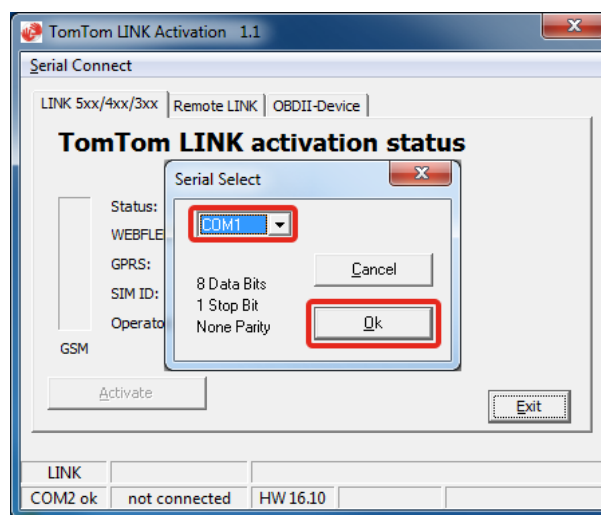 TomTom LINK Activation 1.1
Serial Connect
LINK 5xx/4xx/3xx Remote LINK OBDII-Device
TomTom LINK activation status
Serial Select
COM1
8 Data Bits
1 Stop Bit
None Parity
Cancel
Ok
Status:
WEBFLE
GPRS:
SIM ID:
Operato
GSM
Activate
Exit
LINK
COM2 ok not connected HW 16.10